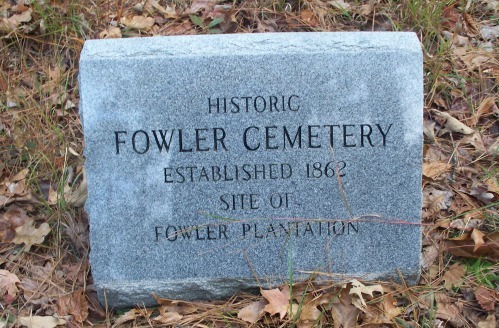 HISTORIC
FOWLER CEMETERY
ESTABLISHED 1862
SITE OF
FOWLER PLANTATION